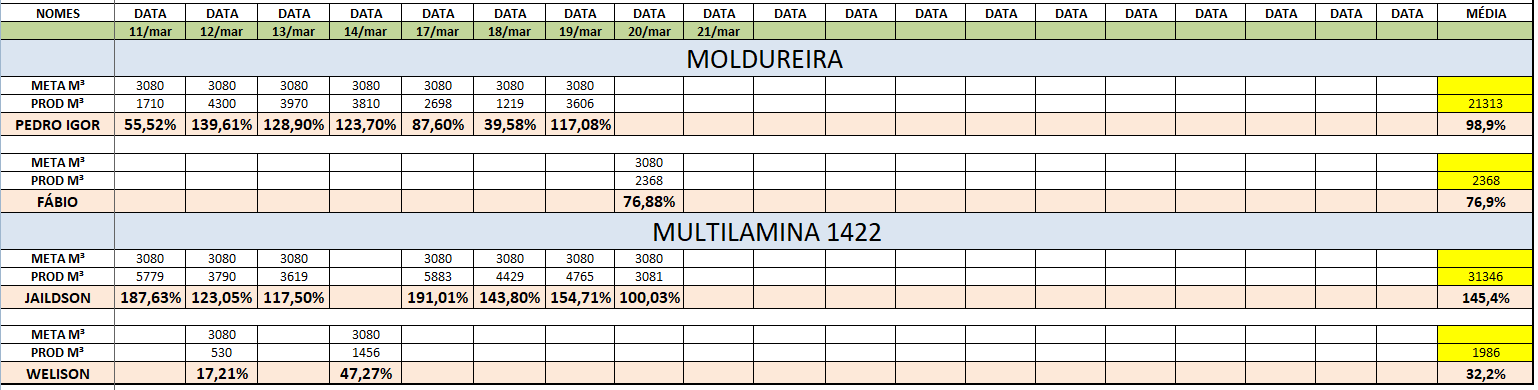 NOMES DATA DATA DATA DATA DATA DATA DATA DATA DATA DATA DATA DATA DATA DATA DATA DATA DATA DATA DATA MÉDIA
11/mar 12/mar 13/mar 14/mar 17/mar 18/mar 19/mar 20/mar 21/mar
MOLDUREIRA
META M³ 3080 3080 3080 3080 3080 3080 3080
PROD M³ 1710 4300 3970 3810 2698 1219 3606 21313
PEDRO IGOR 55,52% 139,61% 128,90% 123,70% 87,60% 39,58% 117,08% 98,9%
META M³ 3080
PROD M³ 2368 2368
FÁBIO 76,88% 76,9%
MULTILAMINA 1422
META M³ 3080 3080 3080 3080 3080 3080 3080
PROD M³ 5779 3790 3619 5883 4429 4765 3081 31346
JAILDSON 187,63% 123,05% 117,50% 191,01% 143,80% 154,71% 100,03% 145,4%
META M³ 3080 3080
PROD M³ 530 1456 1986
WELISON 17,21% 47,27% 32,2%